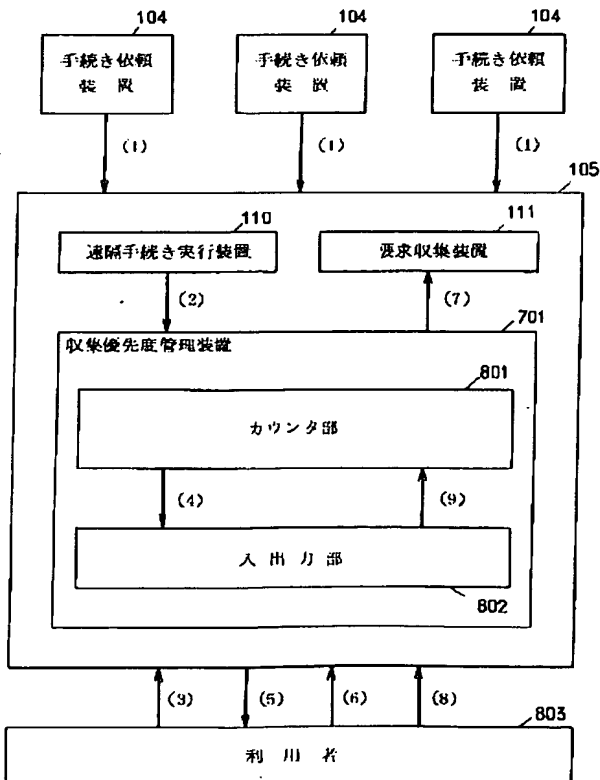 104 104 104
手続き依頼 手続き依頼 手続き依頼
装置 装置 装置
(1) (1) (1)
105
110 111
遠隔手続き実行装置 要求収集装置
(2) (7)
701
収集優先度管理装置
801
カウンタ部
(4) (9)
入出力部
802
(3) (5) (6) (8)
803
利用者